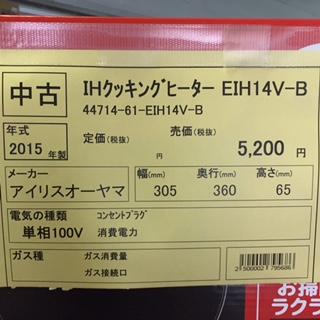 中古
IHクッキングヒーター EIH14V-B
44714-61-EIH14V-B
年式
2015 年製
定価(税抜)
売価(税抜)
5,200 円
メーカー
アイリスオーヤマ
幅(mm) 奥行(mm) 高さ(mm)
305 360 65
電気の種類
単相100V
コンセントプラグ
消費電力
ガス種
ガス消費量
ガス接続口
2500002795686
お掃
ラクラ